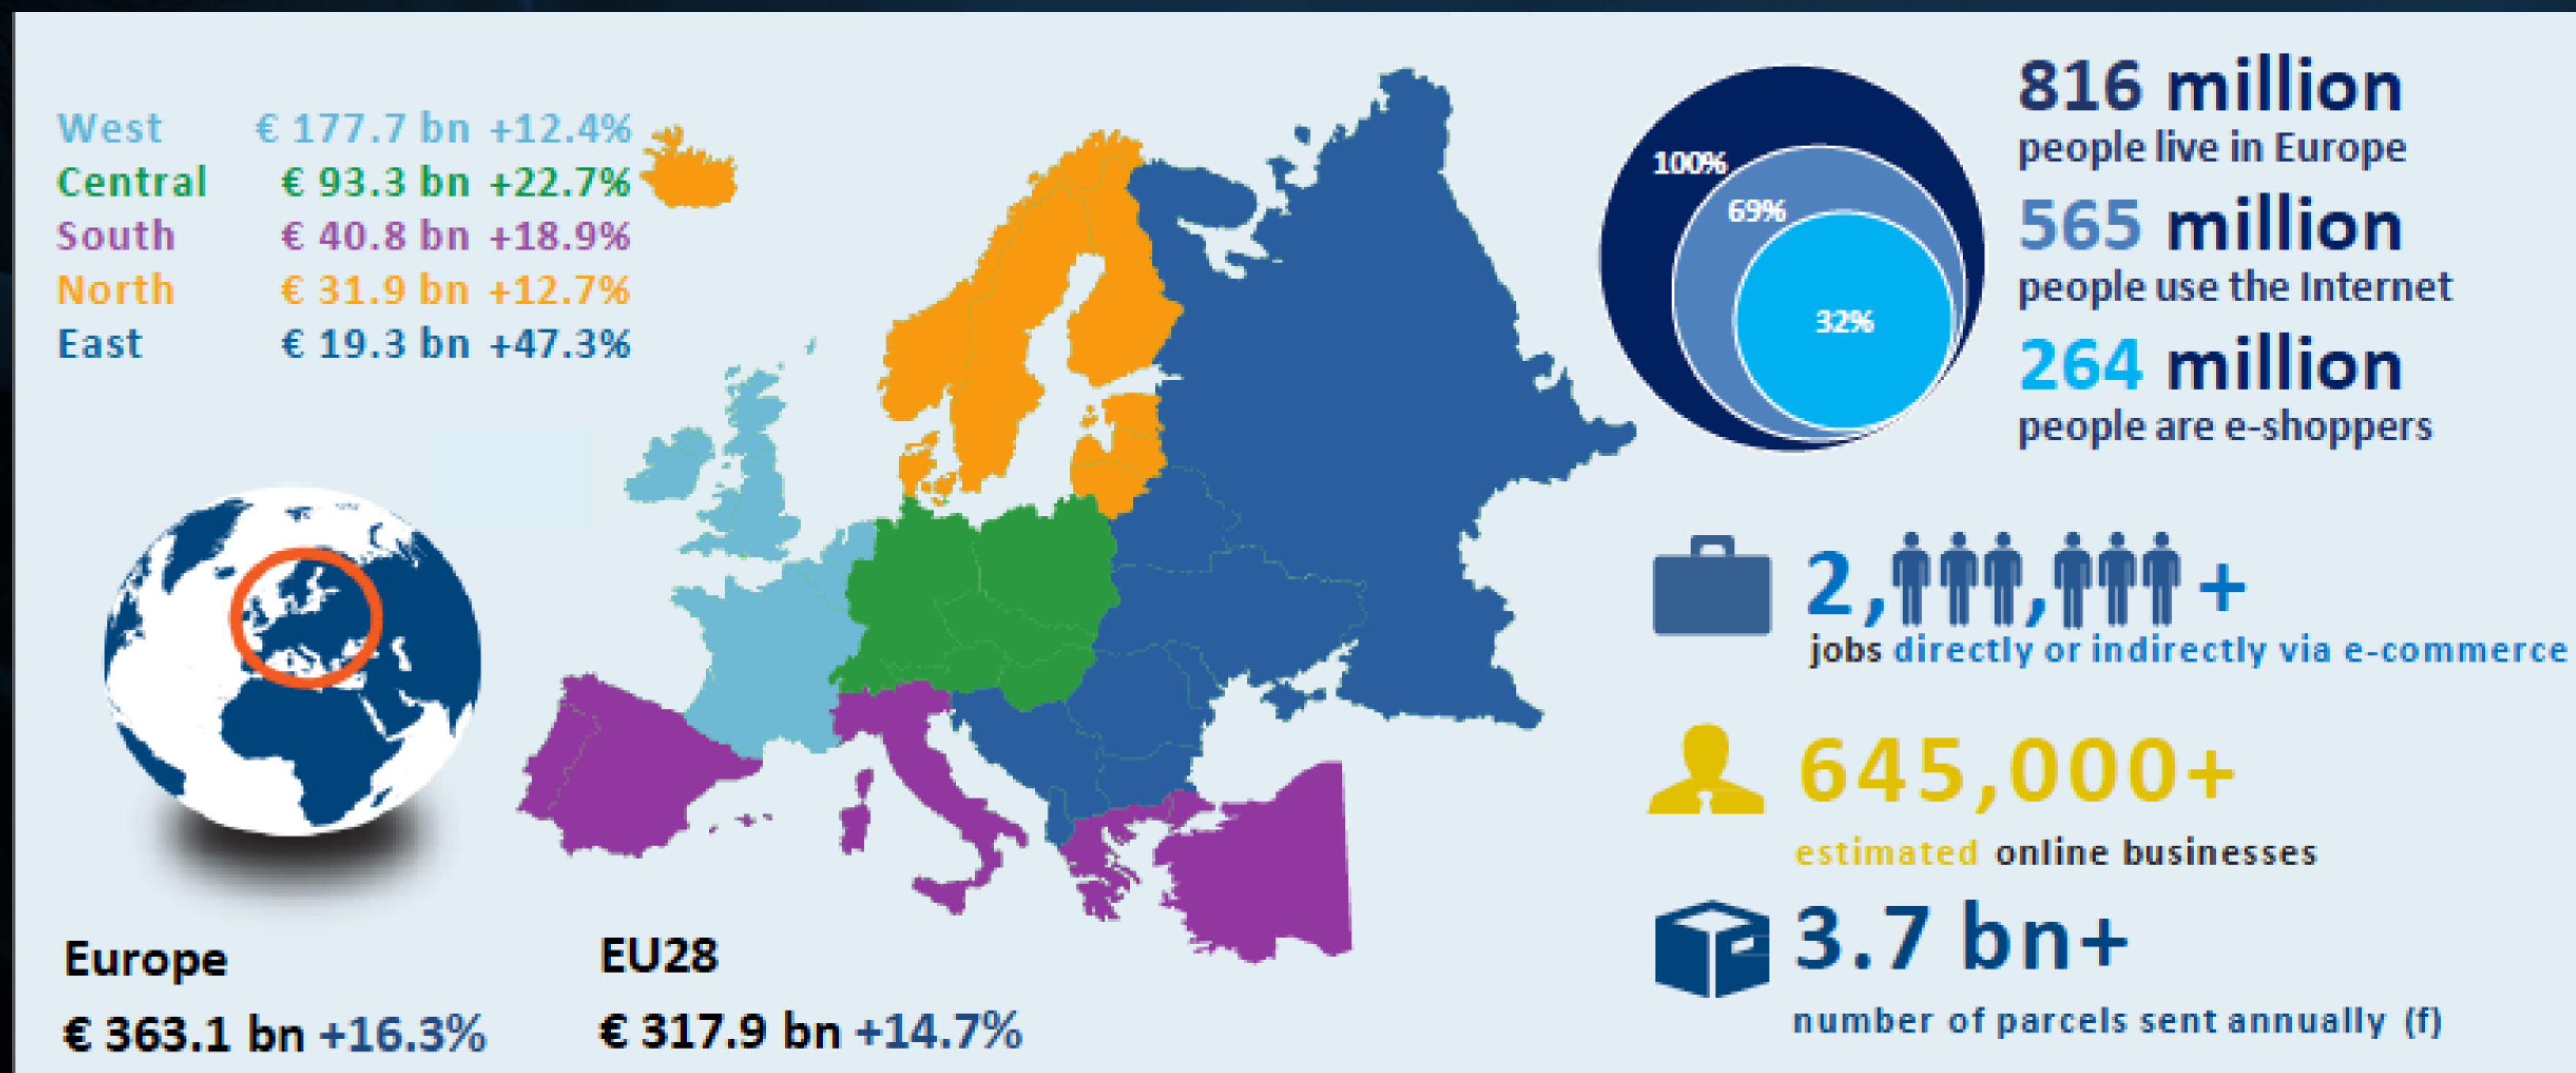 West € 177.7 bn +12.4%
Central € 93.3 bn +22.7%
South € 40.8 bn +18.9%
North € 31.9 bn +12.7%
East € 19.3 bn +47.3%
Europe
€ 363.1 bn +16.3%
EU28
€ 317.9 bn +14.7%
100%
69%
32%
816 million
people live in Europe
565 million
people use the Internet
264 million
people are e-shoppers
2, , +
jobs directly or indirectly via e-commerce
645,000+
estimated online businesses
3.7 bn+
number of parcels sent annually (f)